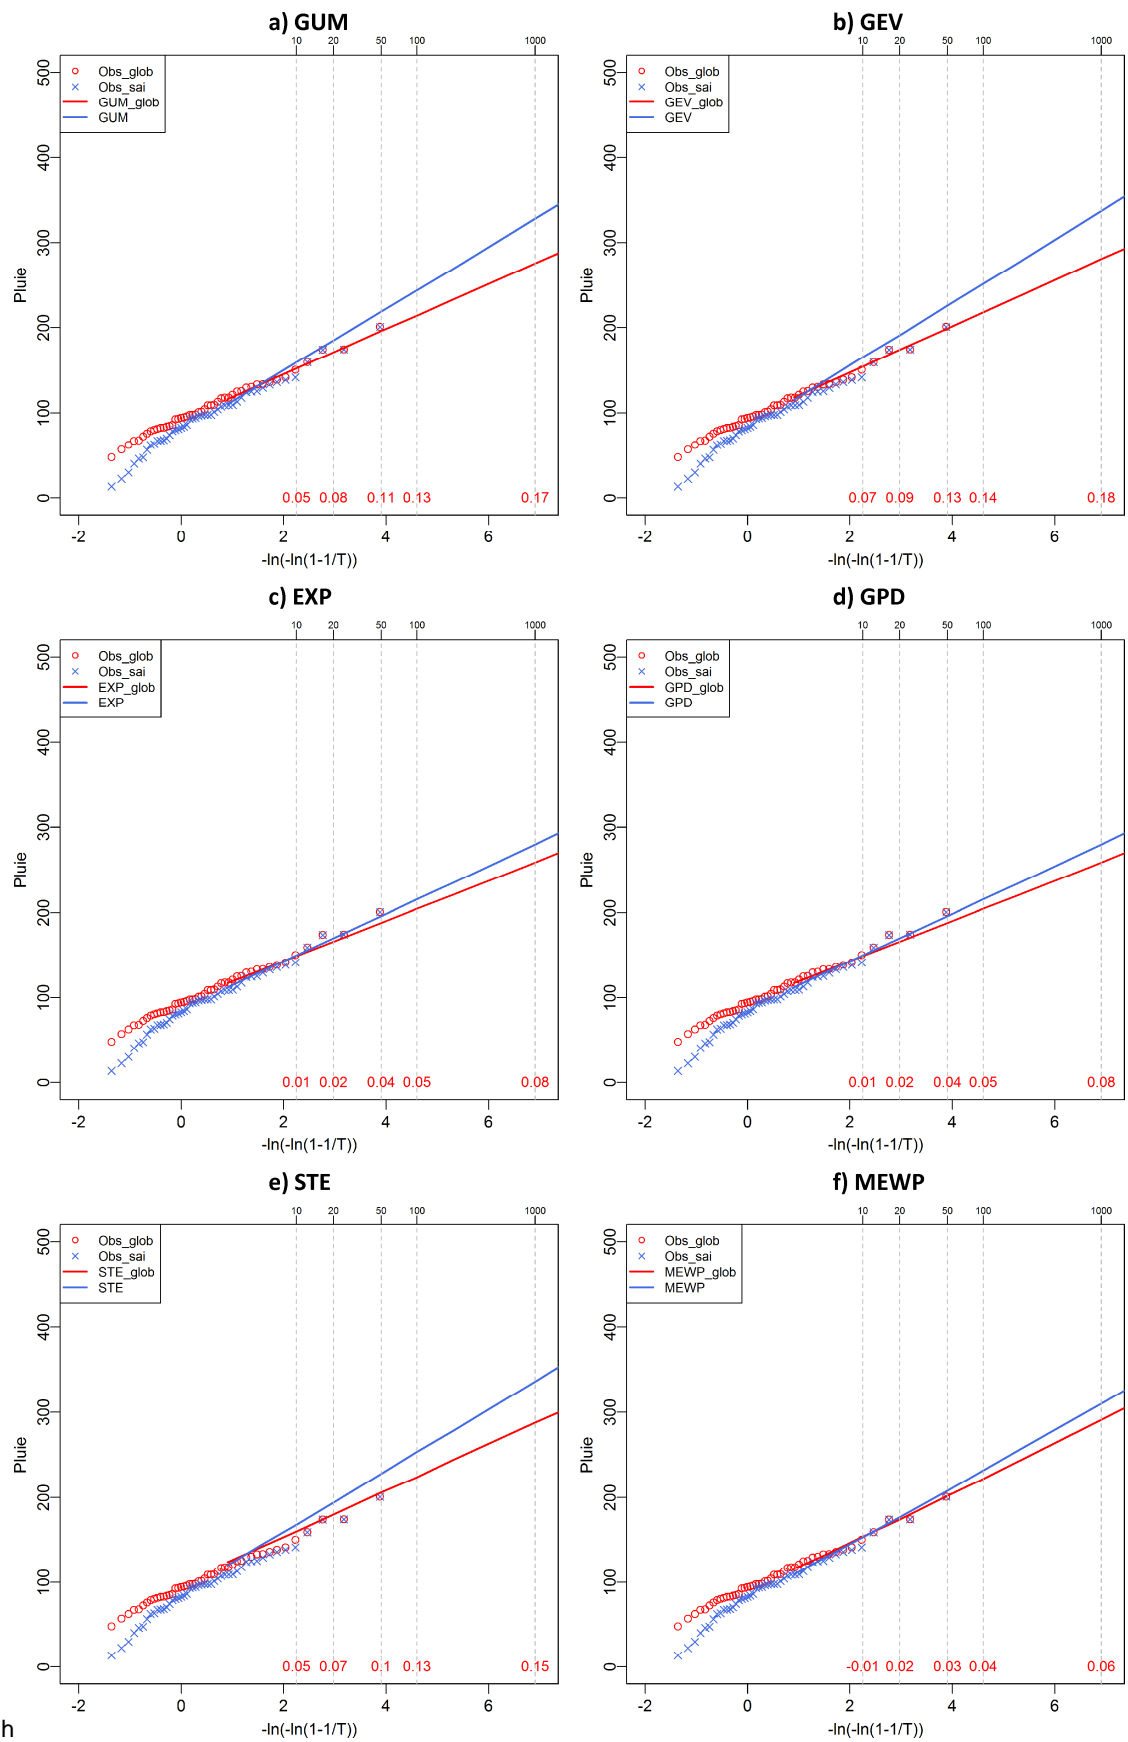 a) GUM
10 20 50 100 1000
500
400
300
200
100
0
Pluie
Obs_glob
Obs_sai
GUM_glob
GUM
0.05 0.08 0.11 0.13 0.17
-2 0 2 4 6
-ln(-ln(1-1/T))
b) GEV
10 20 50 100 1000
500
400
300
200
100
0
Pluie
Obs_glob
Obs_sai
GEV_glob
GEV
0.07 0.09 0.13 0.14 0.18
-2 0 2 4 6
-ln(-ln(1-1/T))
c) EXP
10 20 50 100 1000
500
400
300
200
100
0
Pluie
Obs_glob
Obs_sai
EXP_glob
EXP
0.01 0.02 0.04 0.05 0.08
-2 0 2 4 6
-ln(-ln(1-1/T))
d) GPD
10 20 50 100 1000
500
400
300
200
100
0
Pluie
Obs_glob
Obs_sai
GPD_glob
GPD
0.01 0.02 0.04 0.05 0.08
-2 0 2 4 6
-ln(-ln(1-1/T))
e) STE
10 20 50 100 1000
500
400
300
200
100
0
Pluie
Obs_glob
Obs_sai
STE_glob
STE
0.05 0.07 0.1 0.13 0.15
-2 0 2 4 6
-ln(-ln(1-1/T))
f) MEWP
10 20 50 100 1000
500
400
300
200
100
0
Pluie
Obs_glob
Obs_sai
MEWP_glob
MEWP
-0.01 0.02 0.03 0.04 0.06
-2 0 2 4 6
-ln(-ln(1-1/T))
h